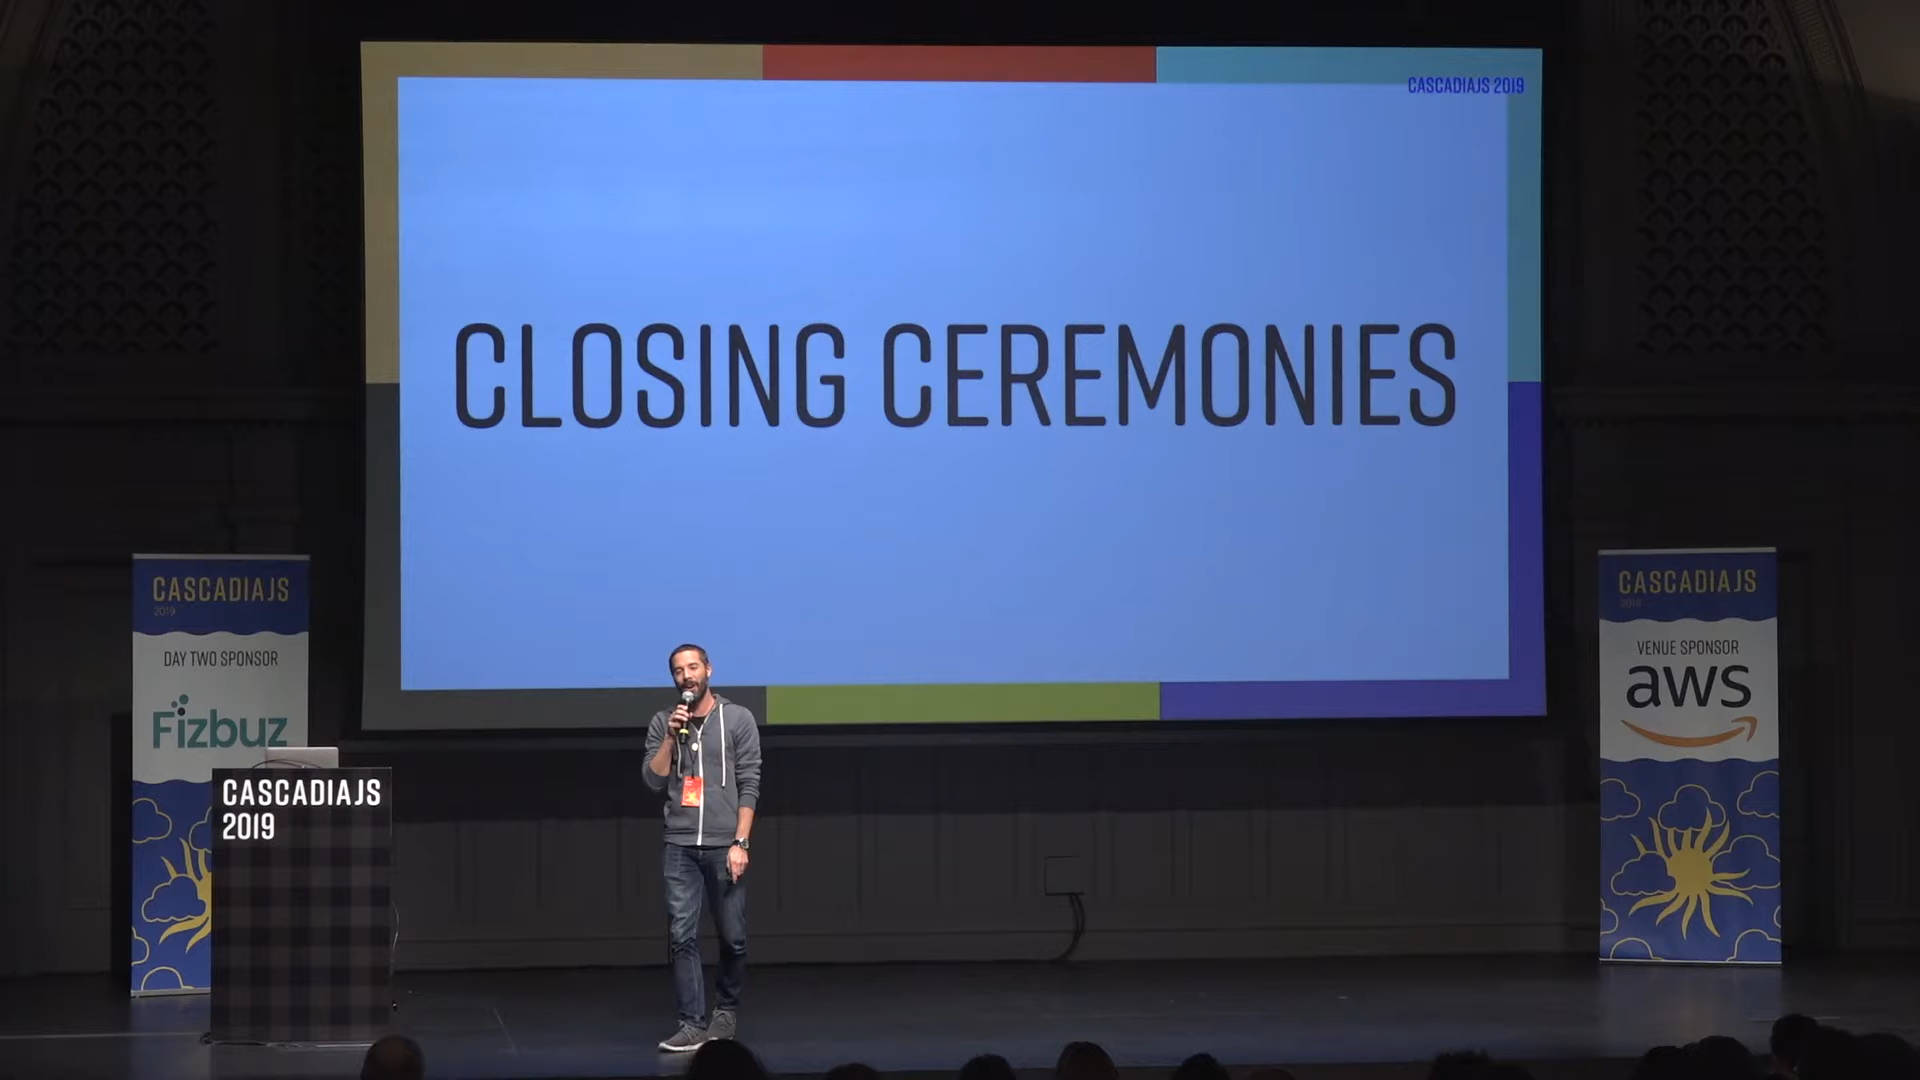 CASCADIAJS 2019
CLOSING CEREMONIES
CASCADIAJS
2019
DAY TWO SPONSOR
Fizbuz
CASCADIAJS
2019
CASCADIAJS
2019
VENUE SPONSOR
aws